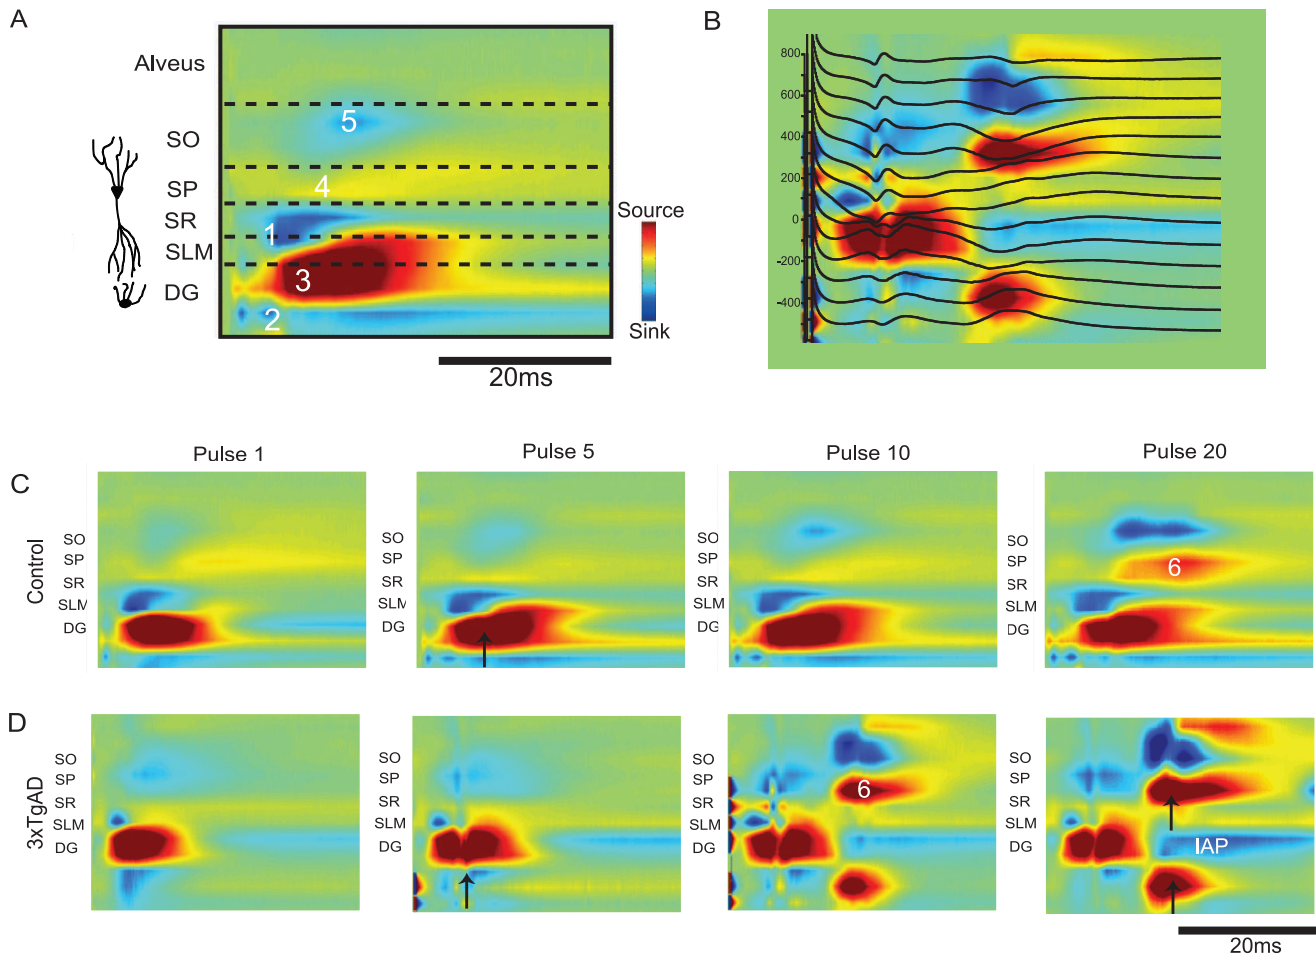 A
B
Alveus
SO
SP
SR
SLM
DG
5
4
1
3
2
Source
Sink
20ms
800
600
400
200
0
-200
-400
Pulse 1
Pulse 5
Pulse 10
Pulse 20
C
Control
SO
SP
SR
SLM
DG
SO
SP
SR
SLM
DG
SO
SP
SR
SLM
DG
SO
SP
SR
SLM
DG
6
D
3xTgAD
SO
SP
SR
SLM
DG
SO
SP
SR
SLM
DG
SO
SP
SR
SLM
DG
6
SO
SP
SR
SLM
DG
IAP
20ms